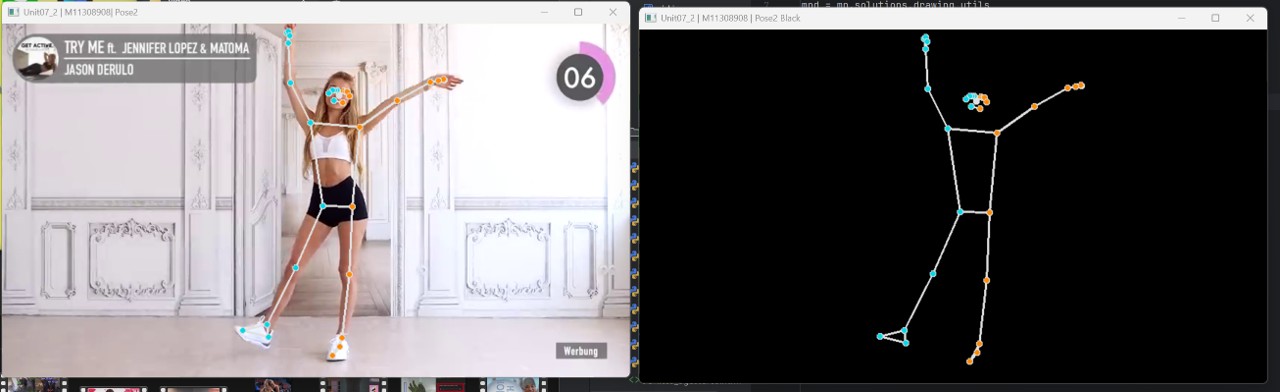 Unit07_2 | M11308908| Pose2
GET ACTIVE.
TRY ME ft. JENNIFER LOPEZ & MATOMA
JASON DERULO
06
Werbung
mod = mp.solutions.drawing_utils
Unit07_2 | M11308908 | Pose2 Black